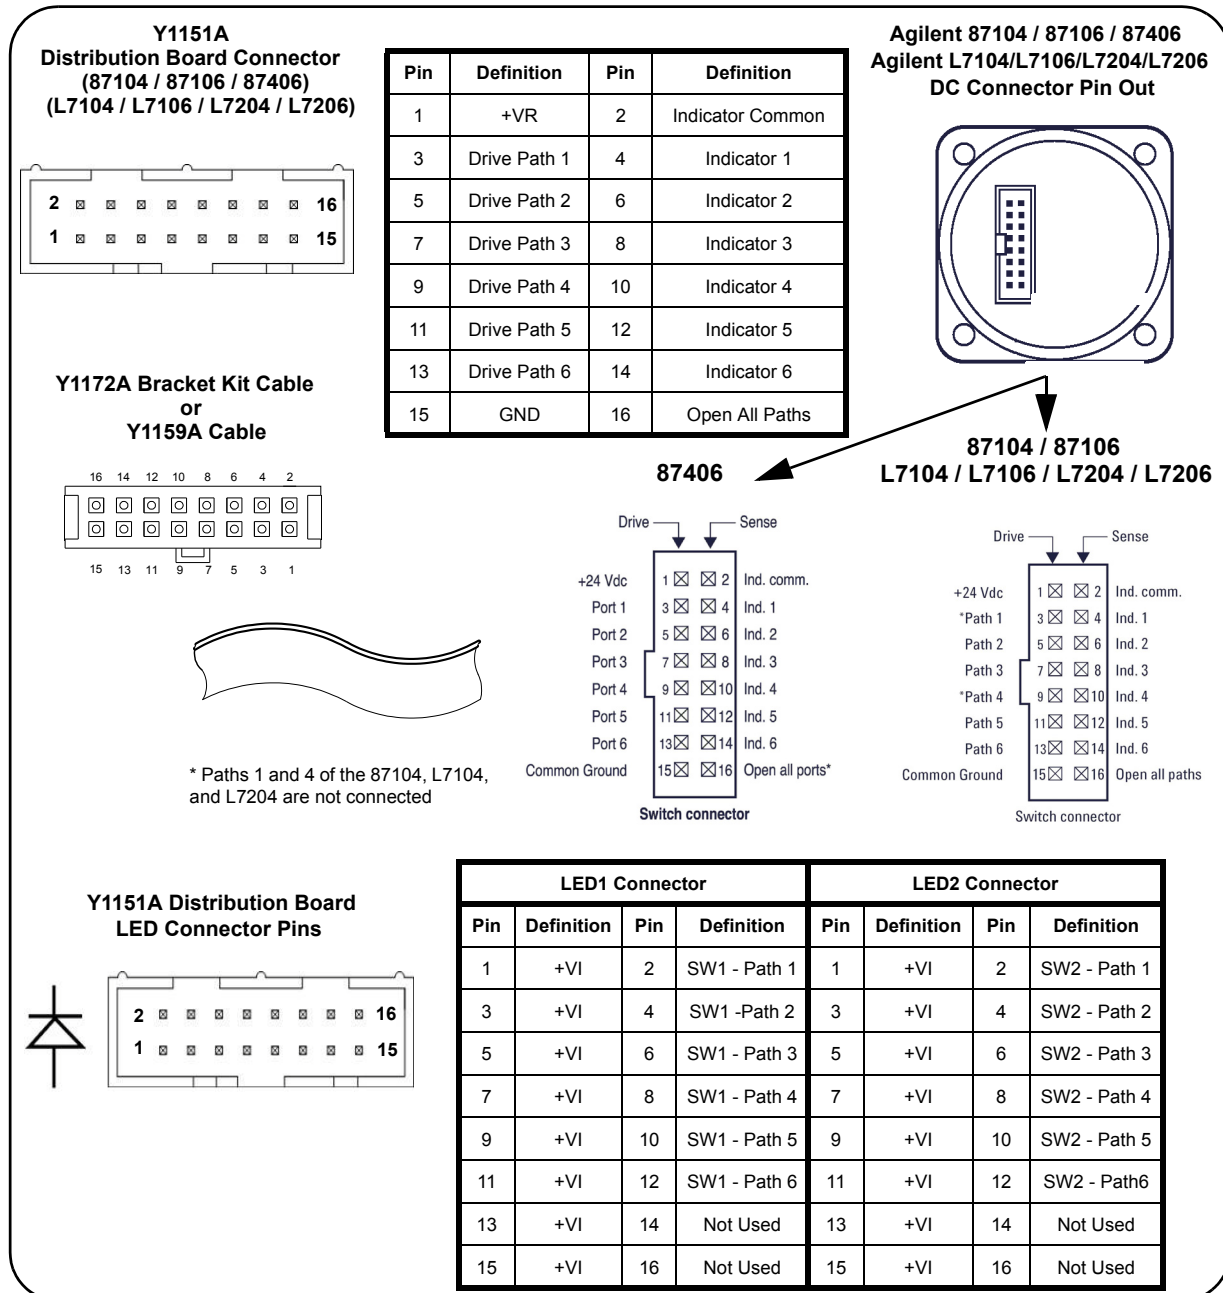 Y1151A
Distribution Board Connector
(87104 / 87106 / 87406)
(L7104 / L7106 / L7204 / L7206)
2 16
1 15
Pin Definition Pin Definition
1 +VR 2 Indicator Common
3 Drive Path 1 4 Indicator 1
5 Drive Path 2 6 Indicator 2
7 Drive Path 3 8 Indicator 3
9 Drive Path 4 10 Indicator 4
11 Drive Path 5 12 Indicator 5
13 Drive Path 6 14 Indicator 6
15 GND 16 Open All Paths
Agilent 87104 / 87106 / 87406
Agilent L7104/L7106/L7204/L7206
DC Connector Pin Out
Y1172A Bracket Kit Cable
or
Y1159A Cable
16 14 12 10 8 6 4 2
15 13 11 9 7 5 3 1
* Paths 1 and 4 of the 87104, L7104,
and L7204 are not connected
87406
Drive Sense
+24 Vdc 1 2 Ind. comm.
Port 1 3 4 Ind. 1
Port 2 5 6 Ind. 2
Port 3 7 8 Ind. 3
Port 4 9 10 Ind. 4
Port 5 11 12 Ind. 5
Port 6 13 14 Ind. 6
Common Ground 15 16 Open all ports*
Switch connector
87104 / 87106
L7104 / L7106 / L7204 / L7206
Drive Sense
+24 Vdc 1 2 Ind. comm.
*Path 1 3 4 Ind. 1
Path 2 5 6 Ind. 2
Path 3 7 8 Ind. 3
*Path 4 9 10 Ind. 4
Path 5 11 12 Ind. 5
Path 6 13 14 Ind. 6
Common Ground 15 16 Open all paths
Switch connector
Y1151A Distribution Board
LED Connector Pins
2 16
1 15
LED1 Connector LED2 Connector
Pin Definition Pin Definition Pin Definition Pin Definition
1 +VI 2 SW1 - Path 1 1 +VI 2 SW2 - Path 1
3 +VI 4 SW1 -Path 2 3 +VI 4 SW2 - Path 2
5 +VI 6 SW1 - Path 3 5 +VI 6 SW2 - Path 3
7 +VI 8 SW1 - Path 4 7 +VI 8 SW2 - Path 4
9 +VI 10 SW1 - Path 5 9 +VI 10 SW2 - Path 5
11 +VI 12 SW1 - Path 6 11 +VI 12 SW2 - Path6
13 +VI 14 Not Used 13 +VI 14 Not Used
15 +VI 16 Not Used 15 +VI 16 Not Used